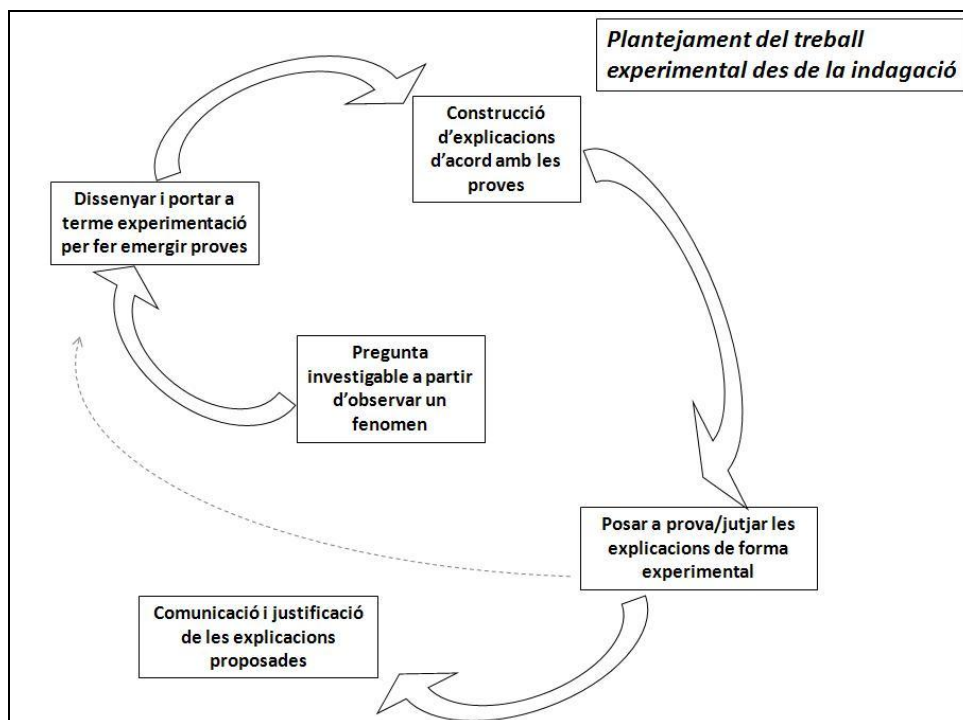 Plantejament del treball
experimental des de la indagació
Construcció
d'explicacions
d'acord amb les
proves
Dissenyar i portar a
terme experimentació
per fer emergir proves
Pregunta
investigable a partir
d'observar un
fenomen
Posar a prova/jutjar les
explicacions de forma
experimental
Comunicació i justificació
de les explicacions
proposades